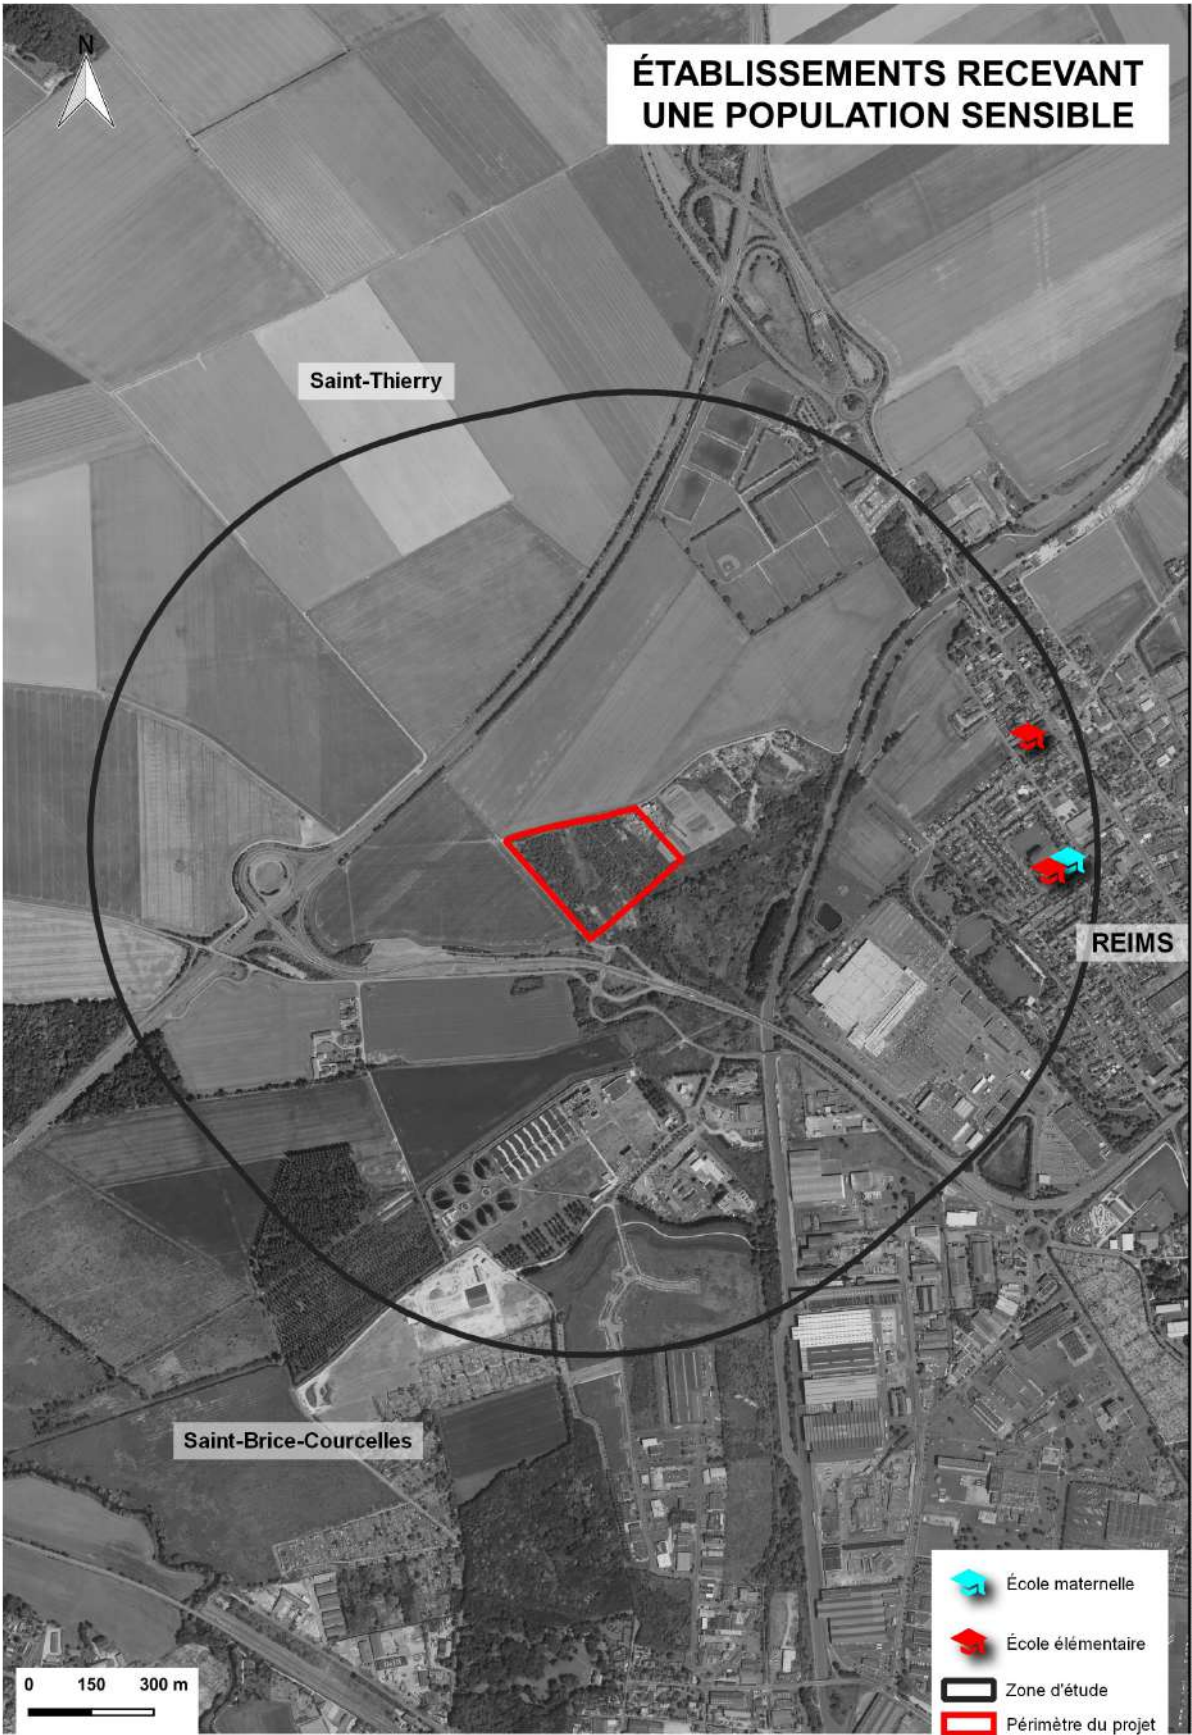 N
ÉTABLISSEMENTS RECEVANT
UNE POPULATION SENSIBLE
Saint-Thierry
REIMS
Saint-Brice-Courcelles
École maternelle
École élémentaire
Zone d'étude
Périmètre du projet
0 150 300 m